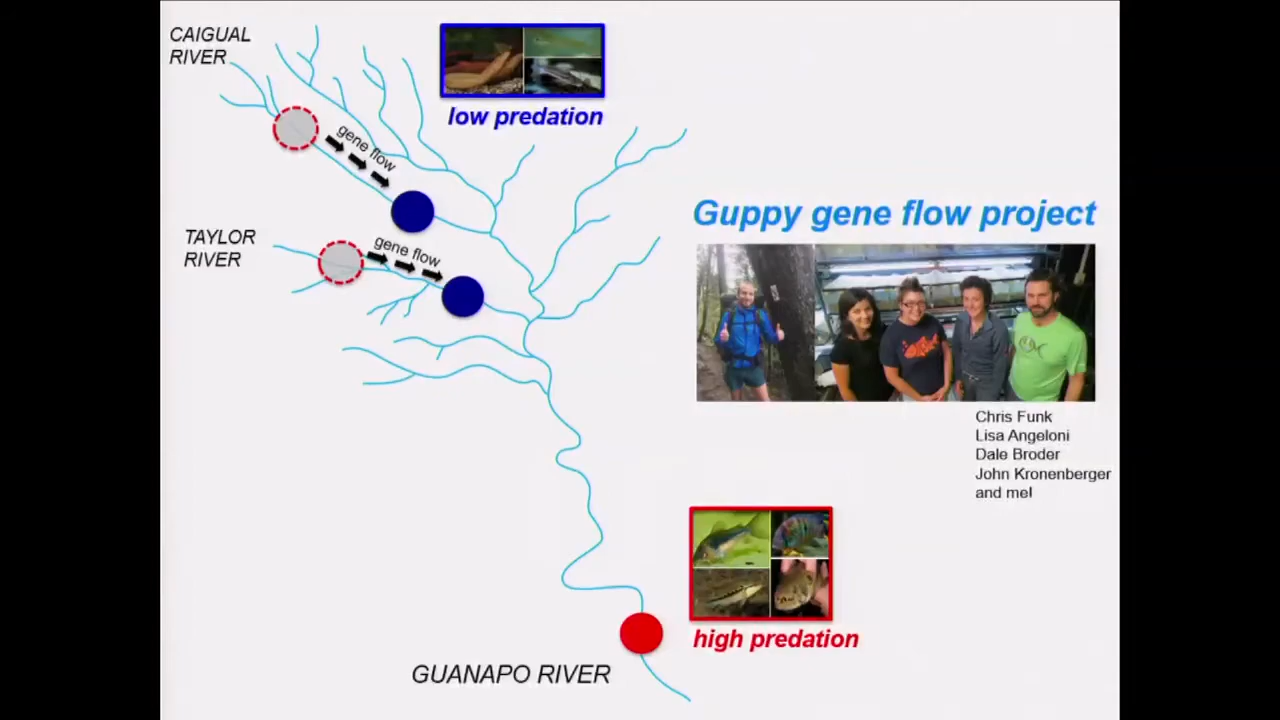 CAIGUAL
RIVER
low predation
gene flow
TAYLOR
RIVER
gene flow
Guppy gene flow project
Chris Funk
Lisa Angeloni
Dale Broder
John Kronenberger
and me!
high predation
GUANAPO RIVER